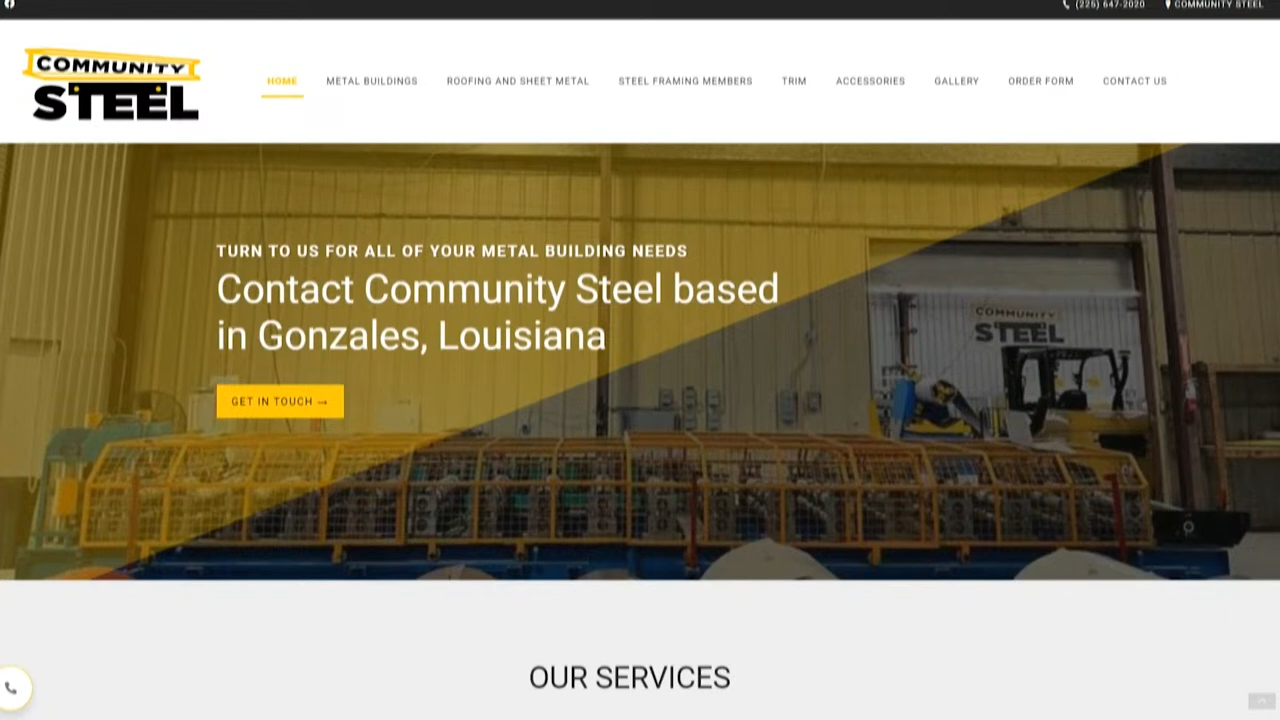 (225) 647-2020 COMMUNITY STEEL
COMMUNITY
STEEL
HOME METAL BUILDINGS ROOFING AND SHEET METAL STEEL FRAMING MEMBERS TRIM ACCESSORIES GALLERY ORDER FORM CONTACT US
TURN TO US FOR ALL OF YOUR METAL BUILDING NEEDS
Contact Community Steel based
in Gonzales, Louisiana
COMMUNITY
STEEL
GET IN TOUCH →
OUR SERVICES